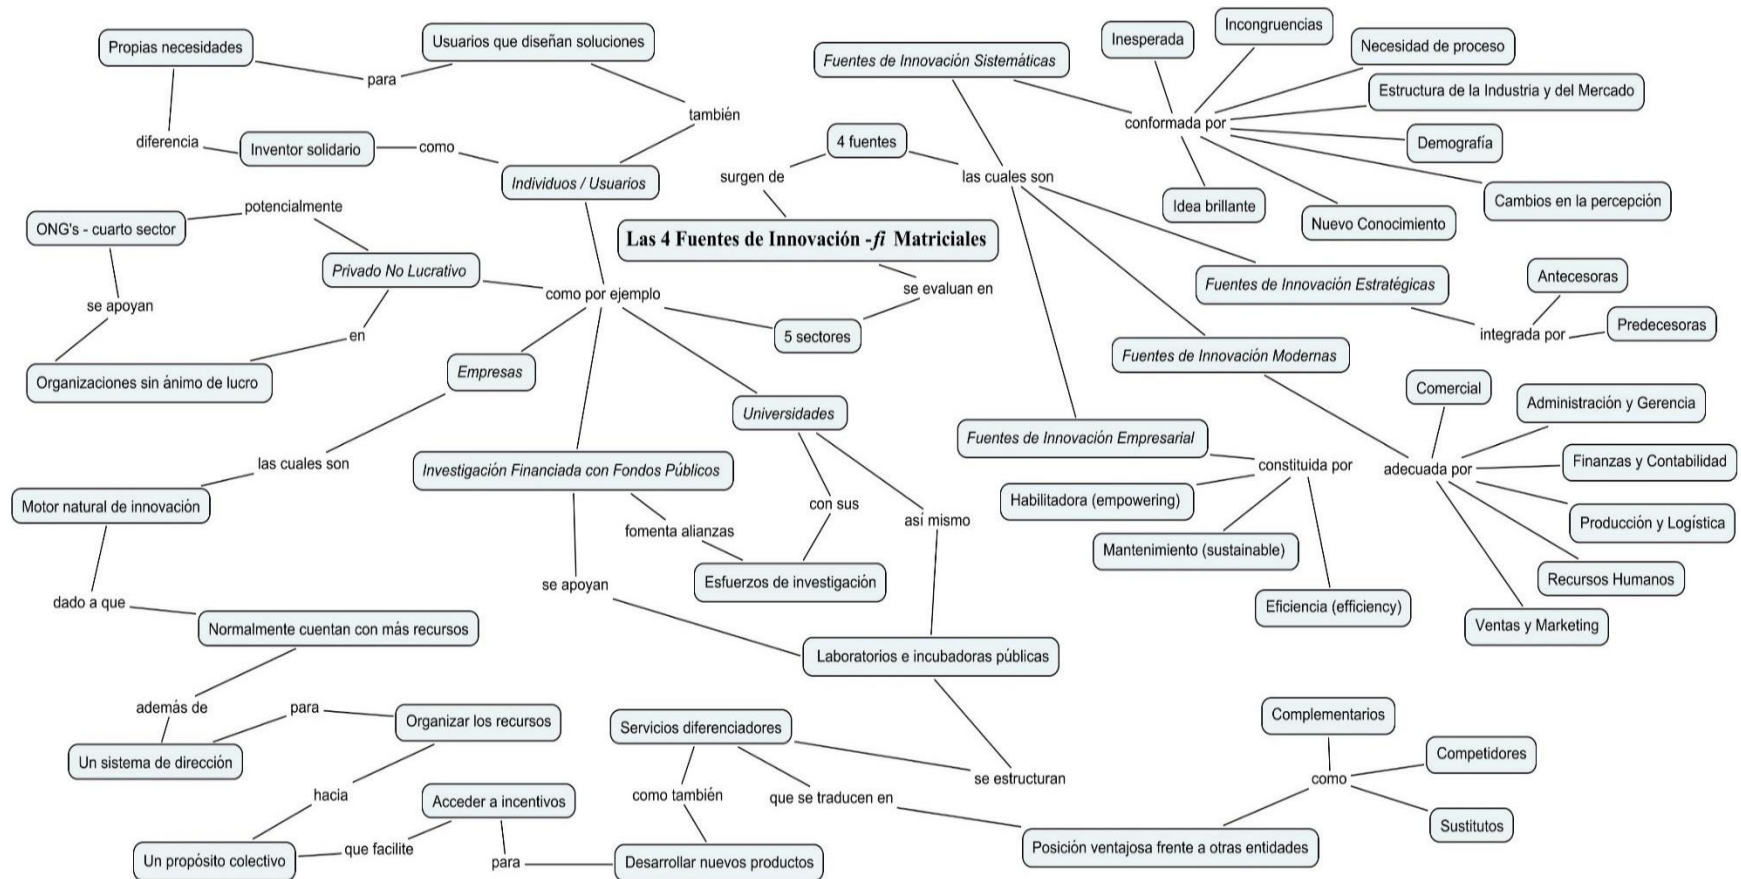 Propias necesidades
Usuarios que diseñan soluciones
para
también
diferencia
Inventor solidario
como
Individuos / Usuarios
ONG's - cuarto sector
potencialmente
Privado No Lucrativo
se apoyan
en
Organizaciones sin ánimo de lucro
como por ejemplo
Empresas
las cuales son
Motor natural de innovación
dado a que
Normalmente cuentan con más recursos
además de
Un sistema de dirección
para
Organizar los recursos
hacia
Un propósito colectivo
que facilite
Acceder a incentivos
para
Desarrollar nuevos productos
Fuentes de Innovación Sistemáticas
4 fuentes
surgen de
las cuales son
Las 4 Fuentes de Innovación -fi Matriciales
se evaluan en
5 sectores
Universidades
Investigación Financiada con Fondos Públicos
con sus
así mismo
fomenta alianzas
Esfuerzos de investigación
se apoyan
Laboratorios e incubadoras públicas
se estructuran
Servicios diferenciadores
como también
que se traducen en
Posición ventajosa frente a otras entidades
como
Complementarios
Competidores
Sustitutos
Inesperada
Incongruencias
Necesidad de proceso
Estructura de la Industria y del Mercado
conformada por
Demografía
Cambios en la percepción
Idea brillante
Nuevo Conocimiento
Fuentes de Innovación Estratégicas
Antecesoras
integrada por
Predecesoras
Fuentes de Innovación Modernas
Comercial
Administración y Gerencia
adecuada por
Finanzas y Contabilidad
Producción y Logística
Recursos Humanos
Ventas y Marketing
Fuentes de Innovación Empresarial
constituida por
Habilitadora (empowering)
Mantenimiento (sustainable)
Eficiencia (efficiency)